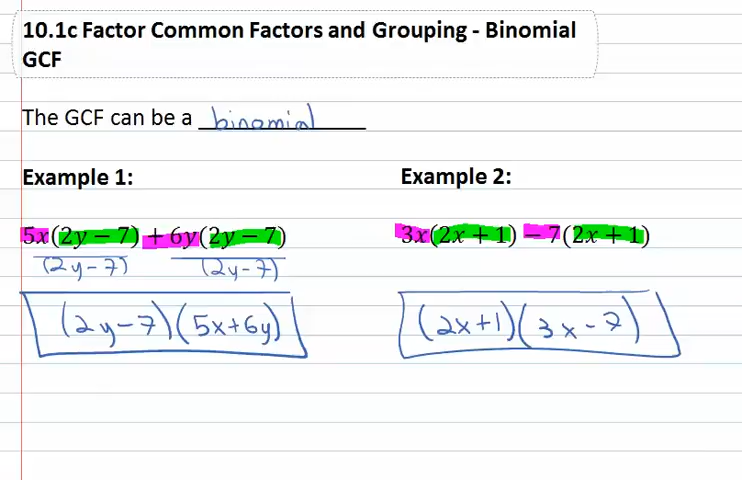 10.1c Factor Common Factors and Grouping - Binomial
GCF
The GCF can be a binomial
Example 1:
5x(2y − 7) + 6y(2y − 7)
(2y-7) (2y-7)
(2y-7)(5x+6y)
Example 2:
3x(2x + 1) − 7(2x + 1)
(2x+1)(3x-7)